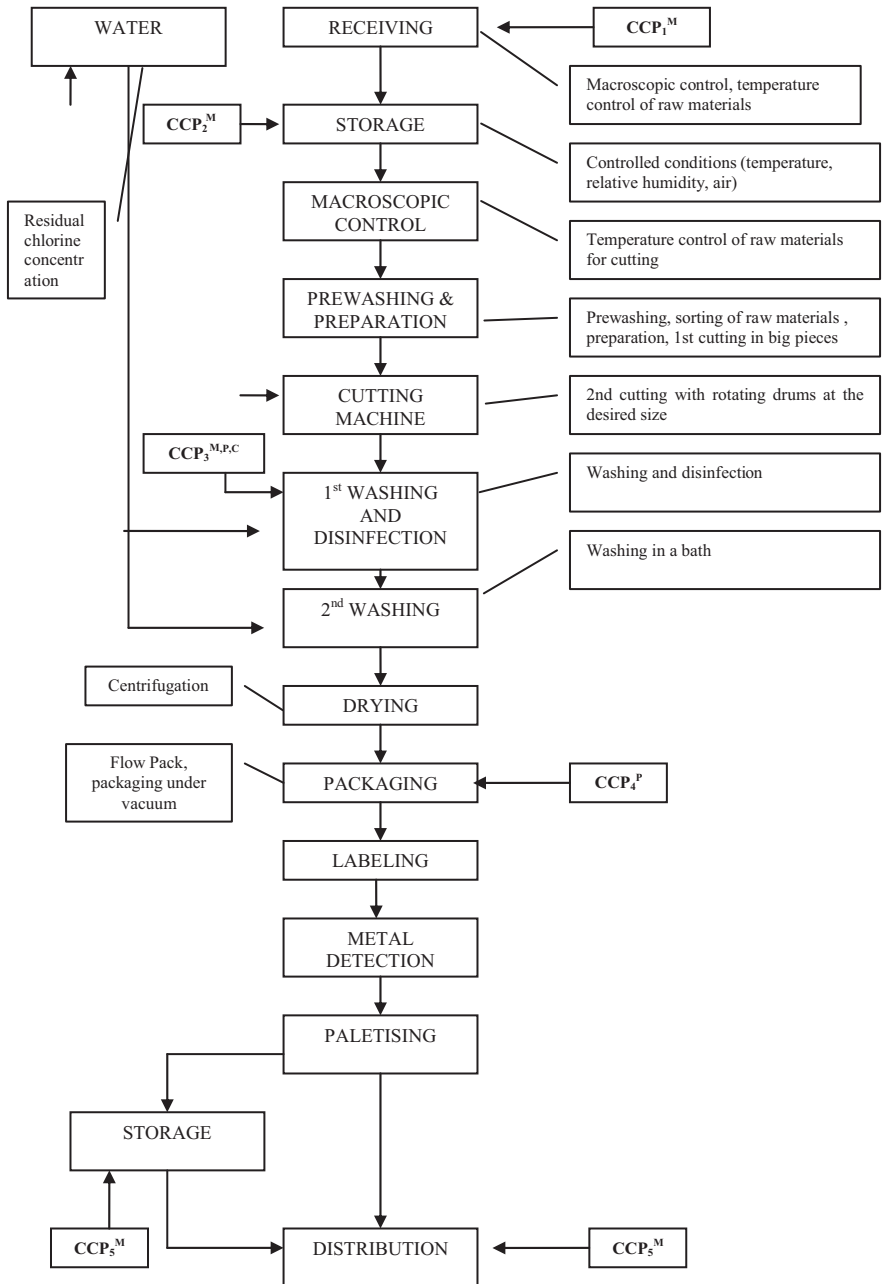 WATER
RECEIVING
CCP₁ᴹ
Macroscopic control, temperature
control of raw materials
CCP₂ᴹ
STORAGE
Controlled conditions (temperature,
relative humidity, air)
MACROSCOPIC
CONTROL
Residual
chlorine
concentr
ation
Temperature control of raw materials
for cutting
PREWASHING &
PREPARATION
Prewashing, sorting of raw materials ,
preparation, 1st cutting in big pieces
CUTTING
MACHINE
2nd cutting with rotating drums at the
desired size
CCP₃ᴹ,ᴾ,ᶜ
1ˢᵗ WASHING
AND
DISINFECTION
Washing and disinfection
Washing in a bath
2ⁿᵈ WASHING
Centrifugation
DRYING
Flow Pack,
packaging under
vacuum
PACKAGING
CCP₄ᴾ
LABELING
METAL
DETECTION
PALETISING
STORAGE
CCP₅ᴹ
DISTRIBUTION
CCP₅ᴹ